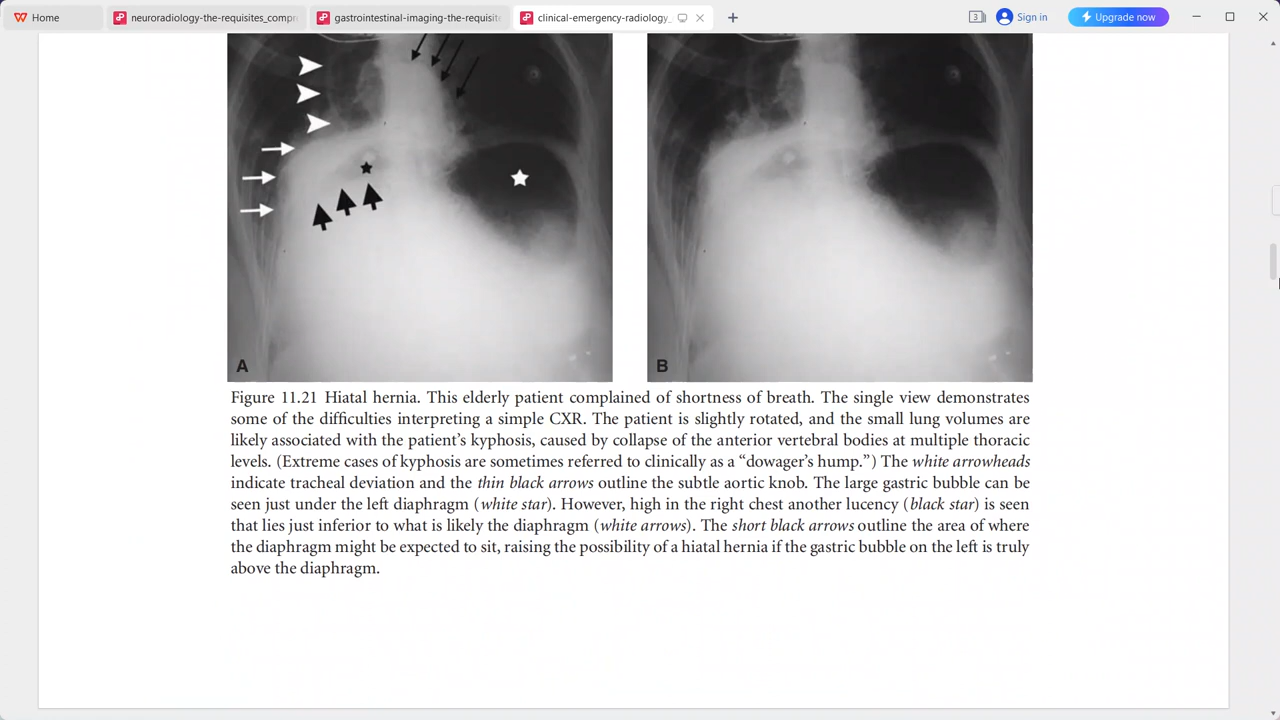 Home
neuroradiology-the-requisites_compr
gastrointestinal-imaging-the-requisite
clinical-emergency-radiology_
3
Sign in
Upgrade now
A
B
Figure 11.21 Hiatal hernia. This elderly patient complained of shortness of breath. The single view demonstrates
some of the difficulties interpreting a simple CXR. The patient is slightly rotated, and the small lung volumes are
likely associated with the patient’s kyphosis, caused by collapse of the anterior vertebral bodies at multiple thoracic
levels. (Extreme cases of kyphosis are sometimes referred to clinically as a “dowager’s hump.”) The white arrowheads
indicate tracheal deviation and the thin black arrows outline the subtle aortic knob. The large gastric bubble can be
seen just under the left diaphragm (white star). However, high in the right chest another lucency (black star) is seen
that lies just inferior to what is likely the diaphragm (white arrows). The short black arrows outline the area of where
the diaphragm might be expected to sit, raising the possibility of a hiatal hernia if the gastric bubble on the left is truly
above the diaphragm.